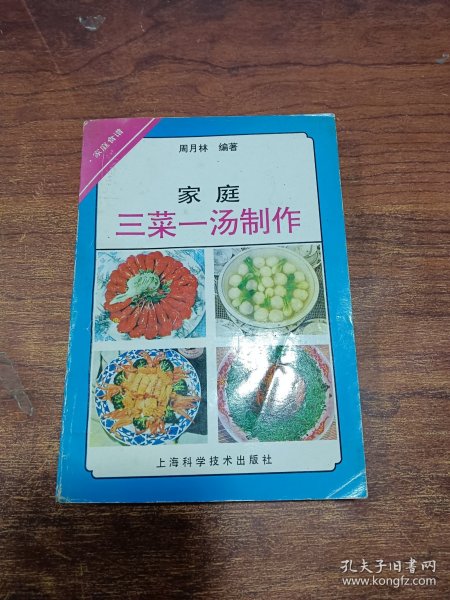 ·家庭食谱·
周月林 编著
家庭
三菜一汤制作
上海科学技术出版社
孔夫子旧书网
www.kongfz.com